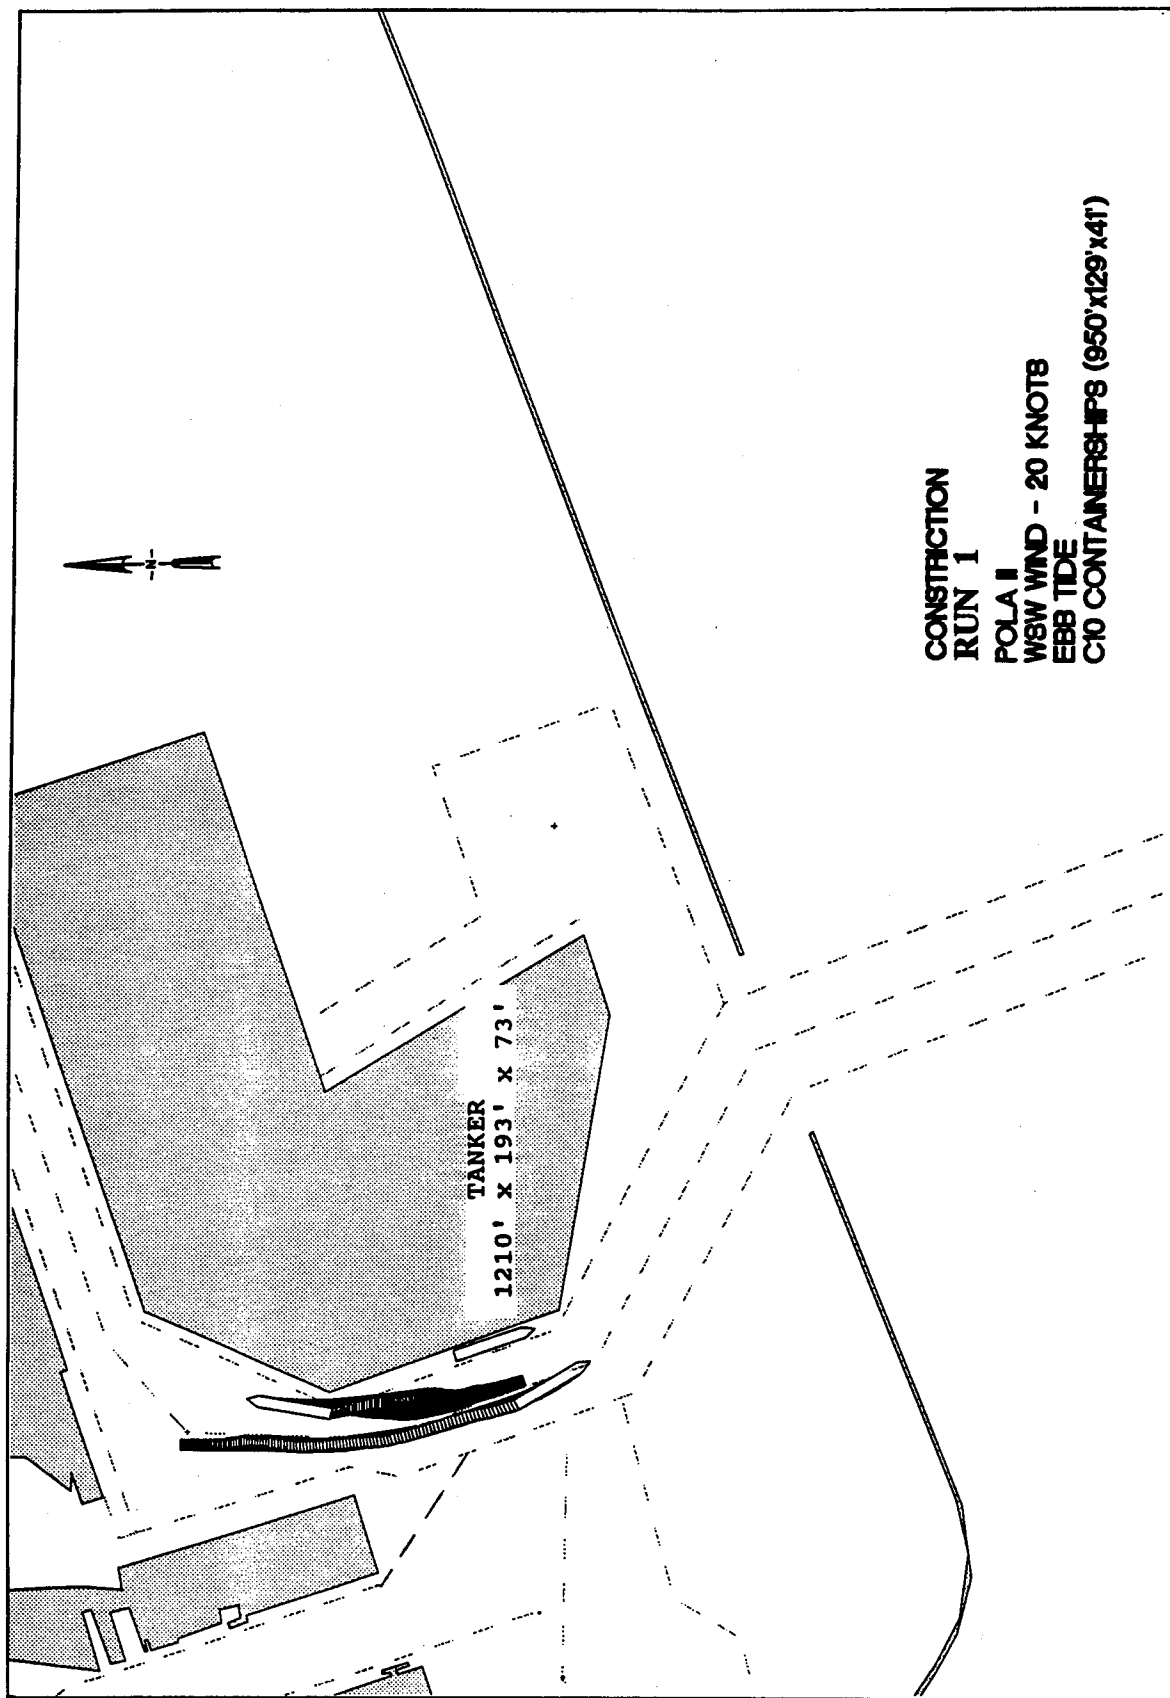 -N-
TANKER
1210' x 193' x 73'
CONSTRICTION
RUN 1
POLA II
WSW WIND - 20 KNOTS
EBB TIDE
C10 CONTAINERSHIPS (950'x129'x41')